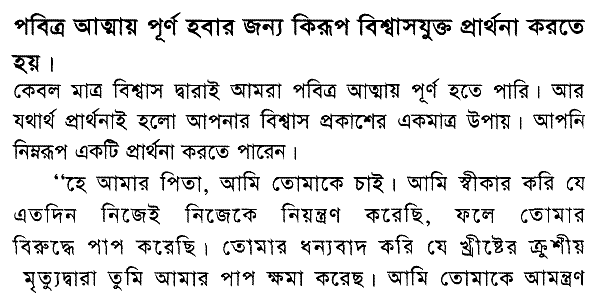 পবিত্র আত্মায় পূর্ণ হবার জন্য কিরূপ বিশ্বাসযুক্ত প্রার্থনা করতে
হয়।
কেবল মাত্র বিশ্বাস দ্বারাই আমরা পবিত্র আত্মায় পূর্ণ হতে পারি। আর
যথার্থ প্রার্থনাই হলো আপনার বিশ্বাস প্রকাশের একমাত্র উপায়। আপনি
নিম্নরূপ একটি প্রার্থনা করতে পারেন।
“হে আমার পিতা, আমি তোমাকে চাই। আমি স্বীকার করি যে
এতদিন নিজেই নিজেকে নিয়ন্ত্রণ করেছি, ফলে তোমার
বিরুদ্ধে পাপ করেছি। তোমার ধন্যবাদ করি যে খ্রীষ্টের ক্রুশীয়
মৃত্যুদ্বারা তুমি আমার পাপ ক্ষমা করেছ। আমি তোমাকে আমন্ত্রণ